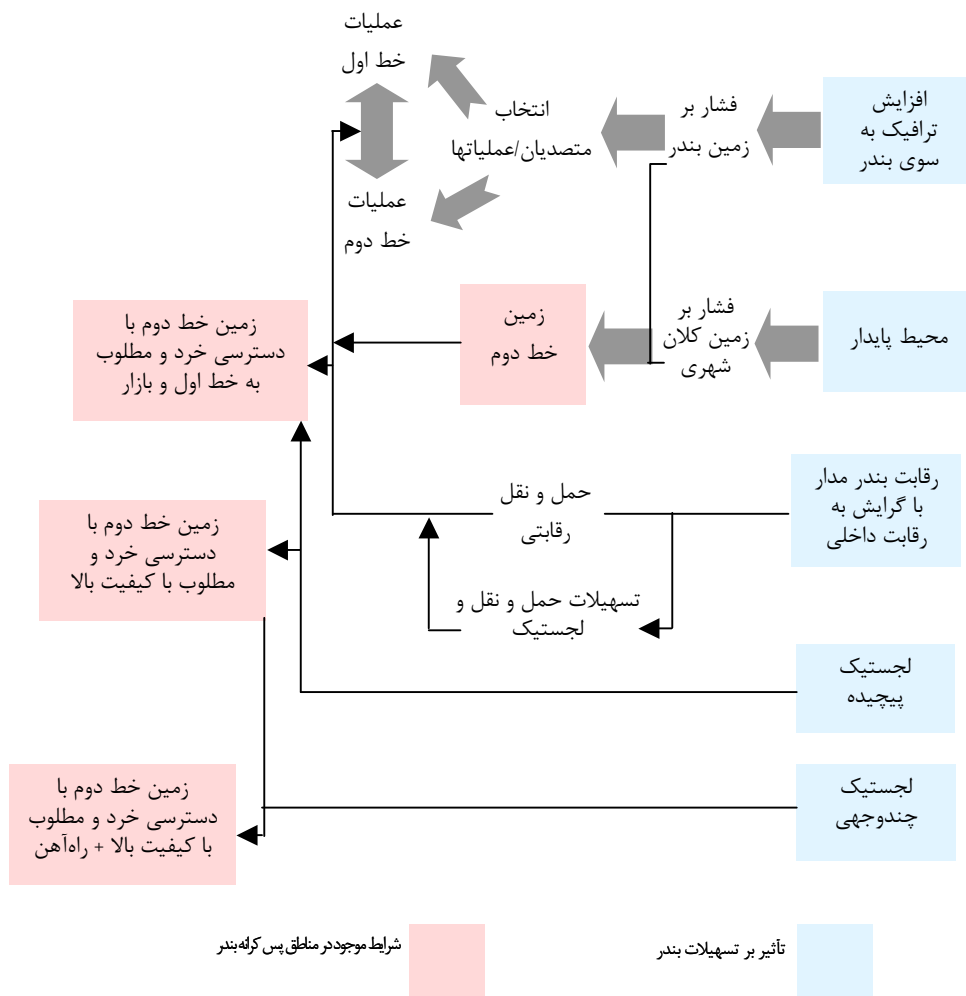 عملیات
خط اول
افزایش
ترافیک به
سوی بندر
فشار بر
زمین بندر
انتخاب
متصدیان/عملیاتها
عملیات
خط دوم
محیط پایدار
فشار بر
زمین کلان
شهری
زمین
خط دوم
زمین خط دوم با
دسترسی خرد و مطلوب
به خط اول و بازار
رقابت بندر مدار
با گرایش به
رقابت داخلی
حمل و نقل
رقابتی
زمین خط دوم با
دسترسی خرد و
مطلوب با کیفیت بالا
تسهیلات حمل و نقل و
لجستیک
لجستیک
پیچیده
لجستیک
چندوجهی
زمین خط دوم با
دسترسی خرد و مطلوب
با کیفیت بالا + راه‌آهن
تأثیر بر تسهیلات بندر
شرایط موجود در مناطق پس کرانه بندر